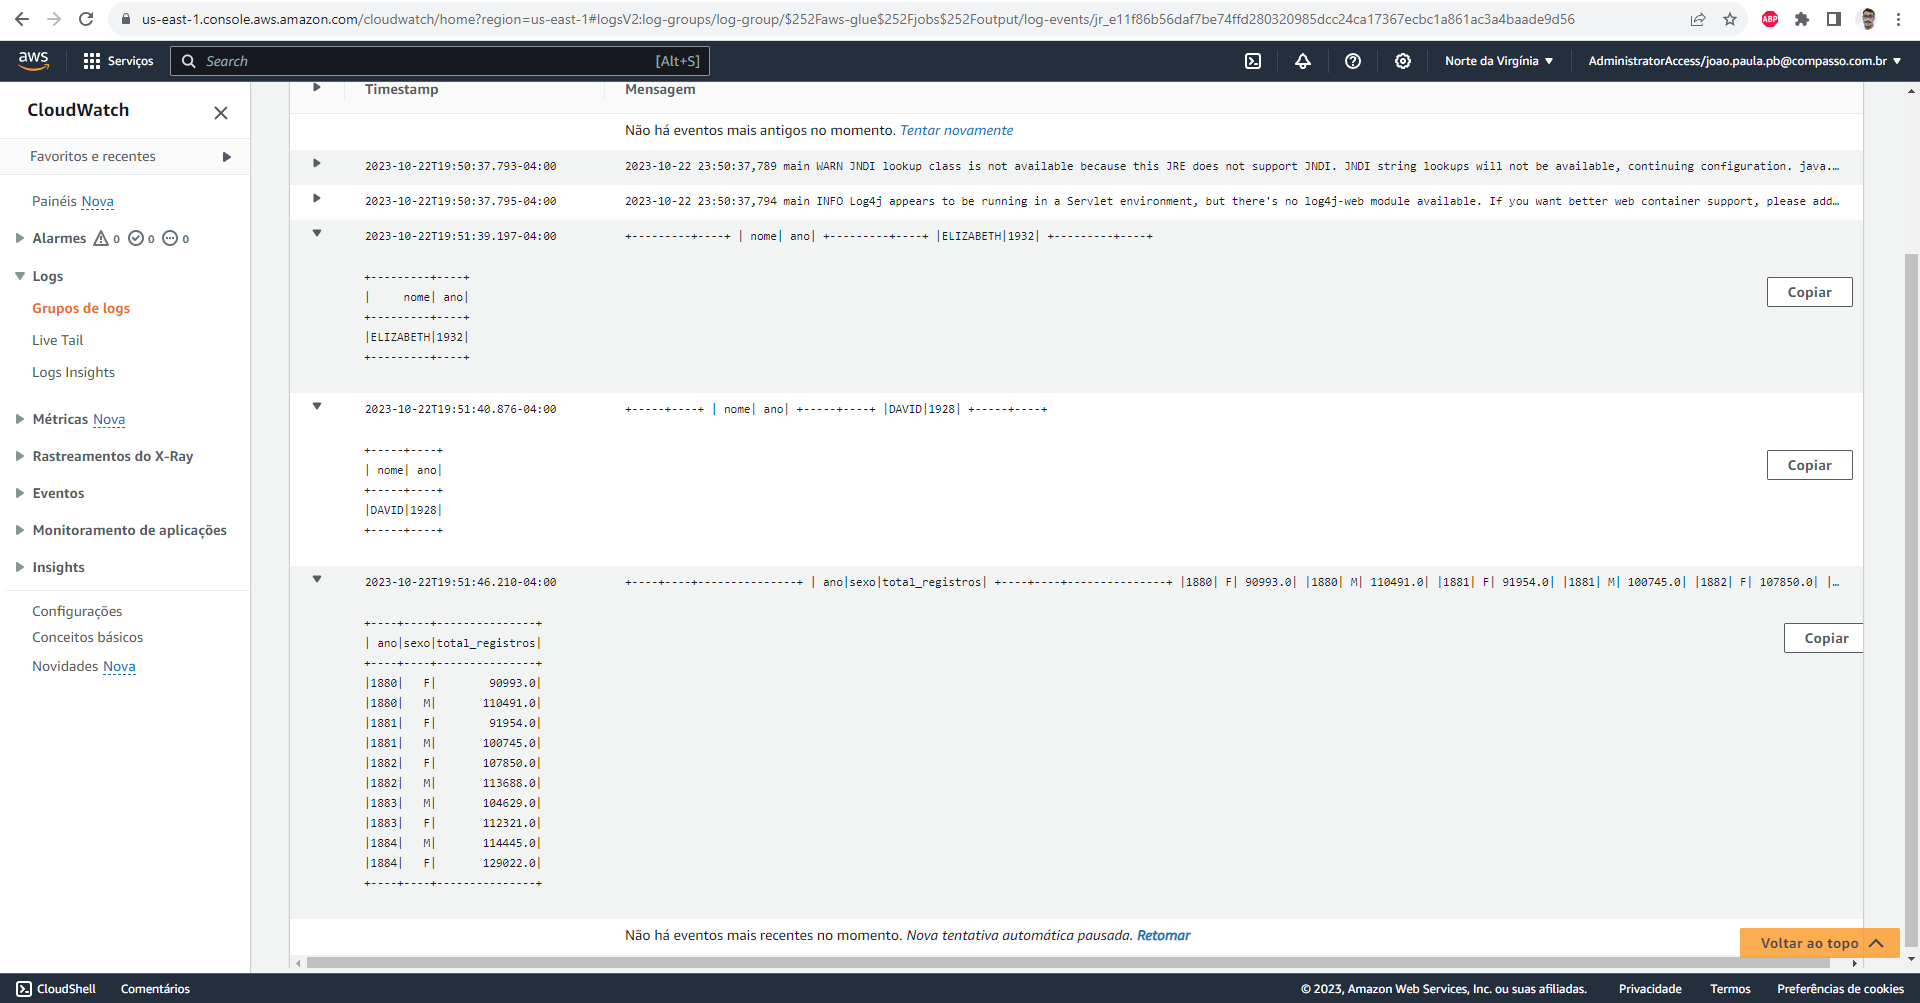 us-east-1.console.aws.amazon.com/cloudwatch/home?region=us-east-1#logsV2:log-groups/log-group/$252Faws-glue$252Fjobs$252Foutput/log-events/jr_e11f86b56daf7be74ffd280320985dcc24ca17367ecbc1a861ac3a4baade9d56
ABP
aws Serviços Search [Alt+S] Norte da Virgínia AdministratorAccess/joao.paula.pb@compasso.com.br
CloudWatch
Favoritos e recentes
Painéis Nova
Alarmes 0 0 0
Logs
Grupos de logs
Live Tail
Logs Insights
Métricas Nova
Rastreamentos do X-Ray
Eventos
Monitoramento de aplicações
Insights
Configurações
Conceitos básicos
Novidades Nova
Timestamp Mensagem
Não há eventos mais antigos no momento. Tentar novamente
2023-10-22T19:50:37.793-04:00 2023-10-22 23:50:37,789 main WARN JNDI lookup class is not available because this JRE does not support JNDI. JNDI string lookups will not be available, continuing configuration. java.…
2023-10-22T19:50:37.795-04:00 2023-10-22 23:50:37,794 main INFO Log4j appears to be running in a Servlet environment, but there's no log4j-web module available. If you want better web container support, please add…
2023-10-22T19:51:39.197-04:00 +---------+----+ | nome| ano| +---------+----+ |ELIZABETH|1932| +---------+----+
+---------+----+
|     nome| ano|
+---------+----+
|ELIZABETH|1932|
+---------+----+
Copiar
2023-10-22T19:51:40.876-04:00 +-----+----+ | nome| ano| +-----+----+ |DAVID|1928| +-----+----+
+-----+----+
| nome| ano|
+-----+----+
|DAVID|1928|
+-----+----+
Copiar
2023-10-22T19:51:46.210-04:00 +----+----+---------------+ | ano|sexo|total_registros| +----+----+---------------+ |1880| F| 90993.0| |1880| M| 110491.0| |1881| F| 91954.0| |1881| M| 100745.0| |1882| F| 107850.0| |…
+----+----+---------------+
| ano|sexo|total_registros|
+----+----+---------------+
|1880|   F|        90993.0|
|1880|   M|       110491.0|
|1881|   F|        91954.0|
|1881|   M|       100745.0|
|1882|   F|       107850.0|
|1882|   M|       113688.0|
|1883|   M|       104629.0|
|1883|   F|       112321.0|
|1884|   M|       114445.0|
|1884|   F|       129022.0|
+----+----+---------------+
Copiar
Não há eventos mais recentes no momento. Nova tentativa automática pausada. Retomar
Voltar ao topo
CloudShell Comentários © 2023, Amazon Web Services, Inc. ou suas afiliadas. Privacidade Termos Preferências de cookies